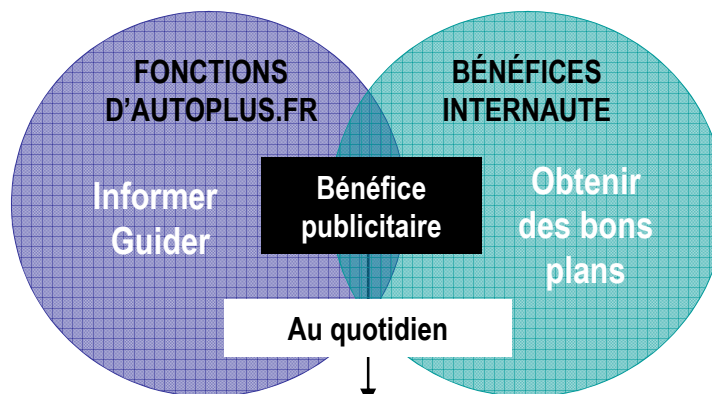 FONCTIONS
D'AUTOPLUS.FR
Informer
Guider
BÉNÉFICES
INTERNAUTE
Obtenir
des bons
plans
Bénéfice
publicitaire
Au quotidien